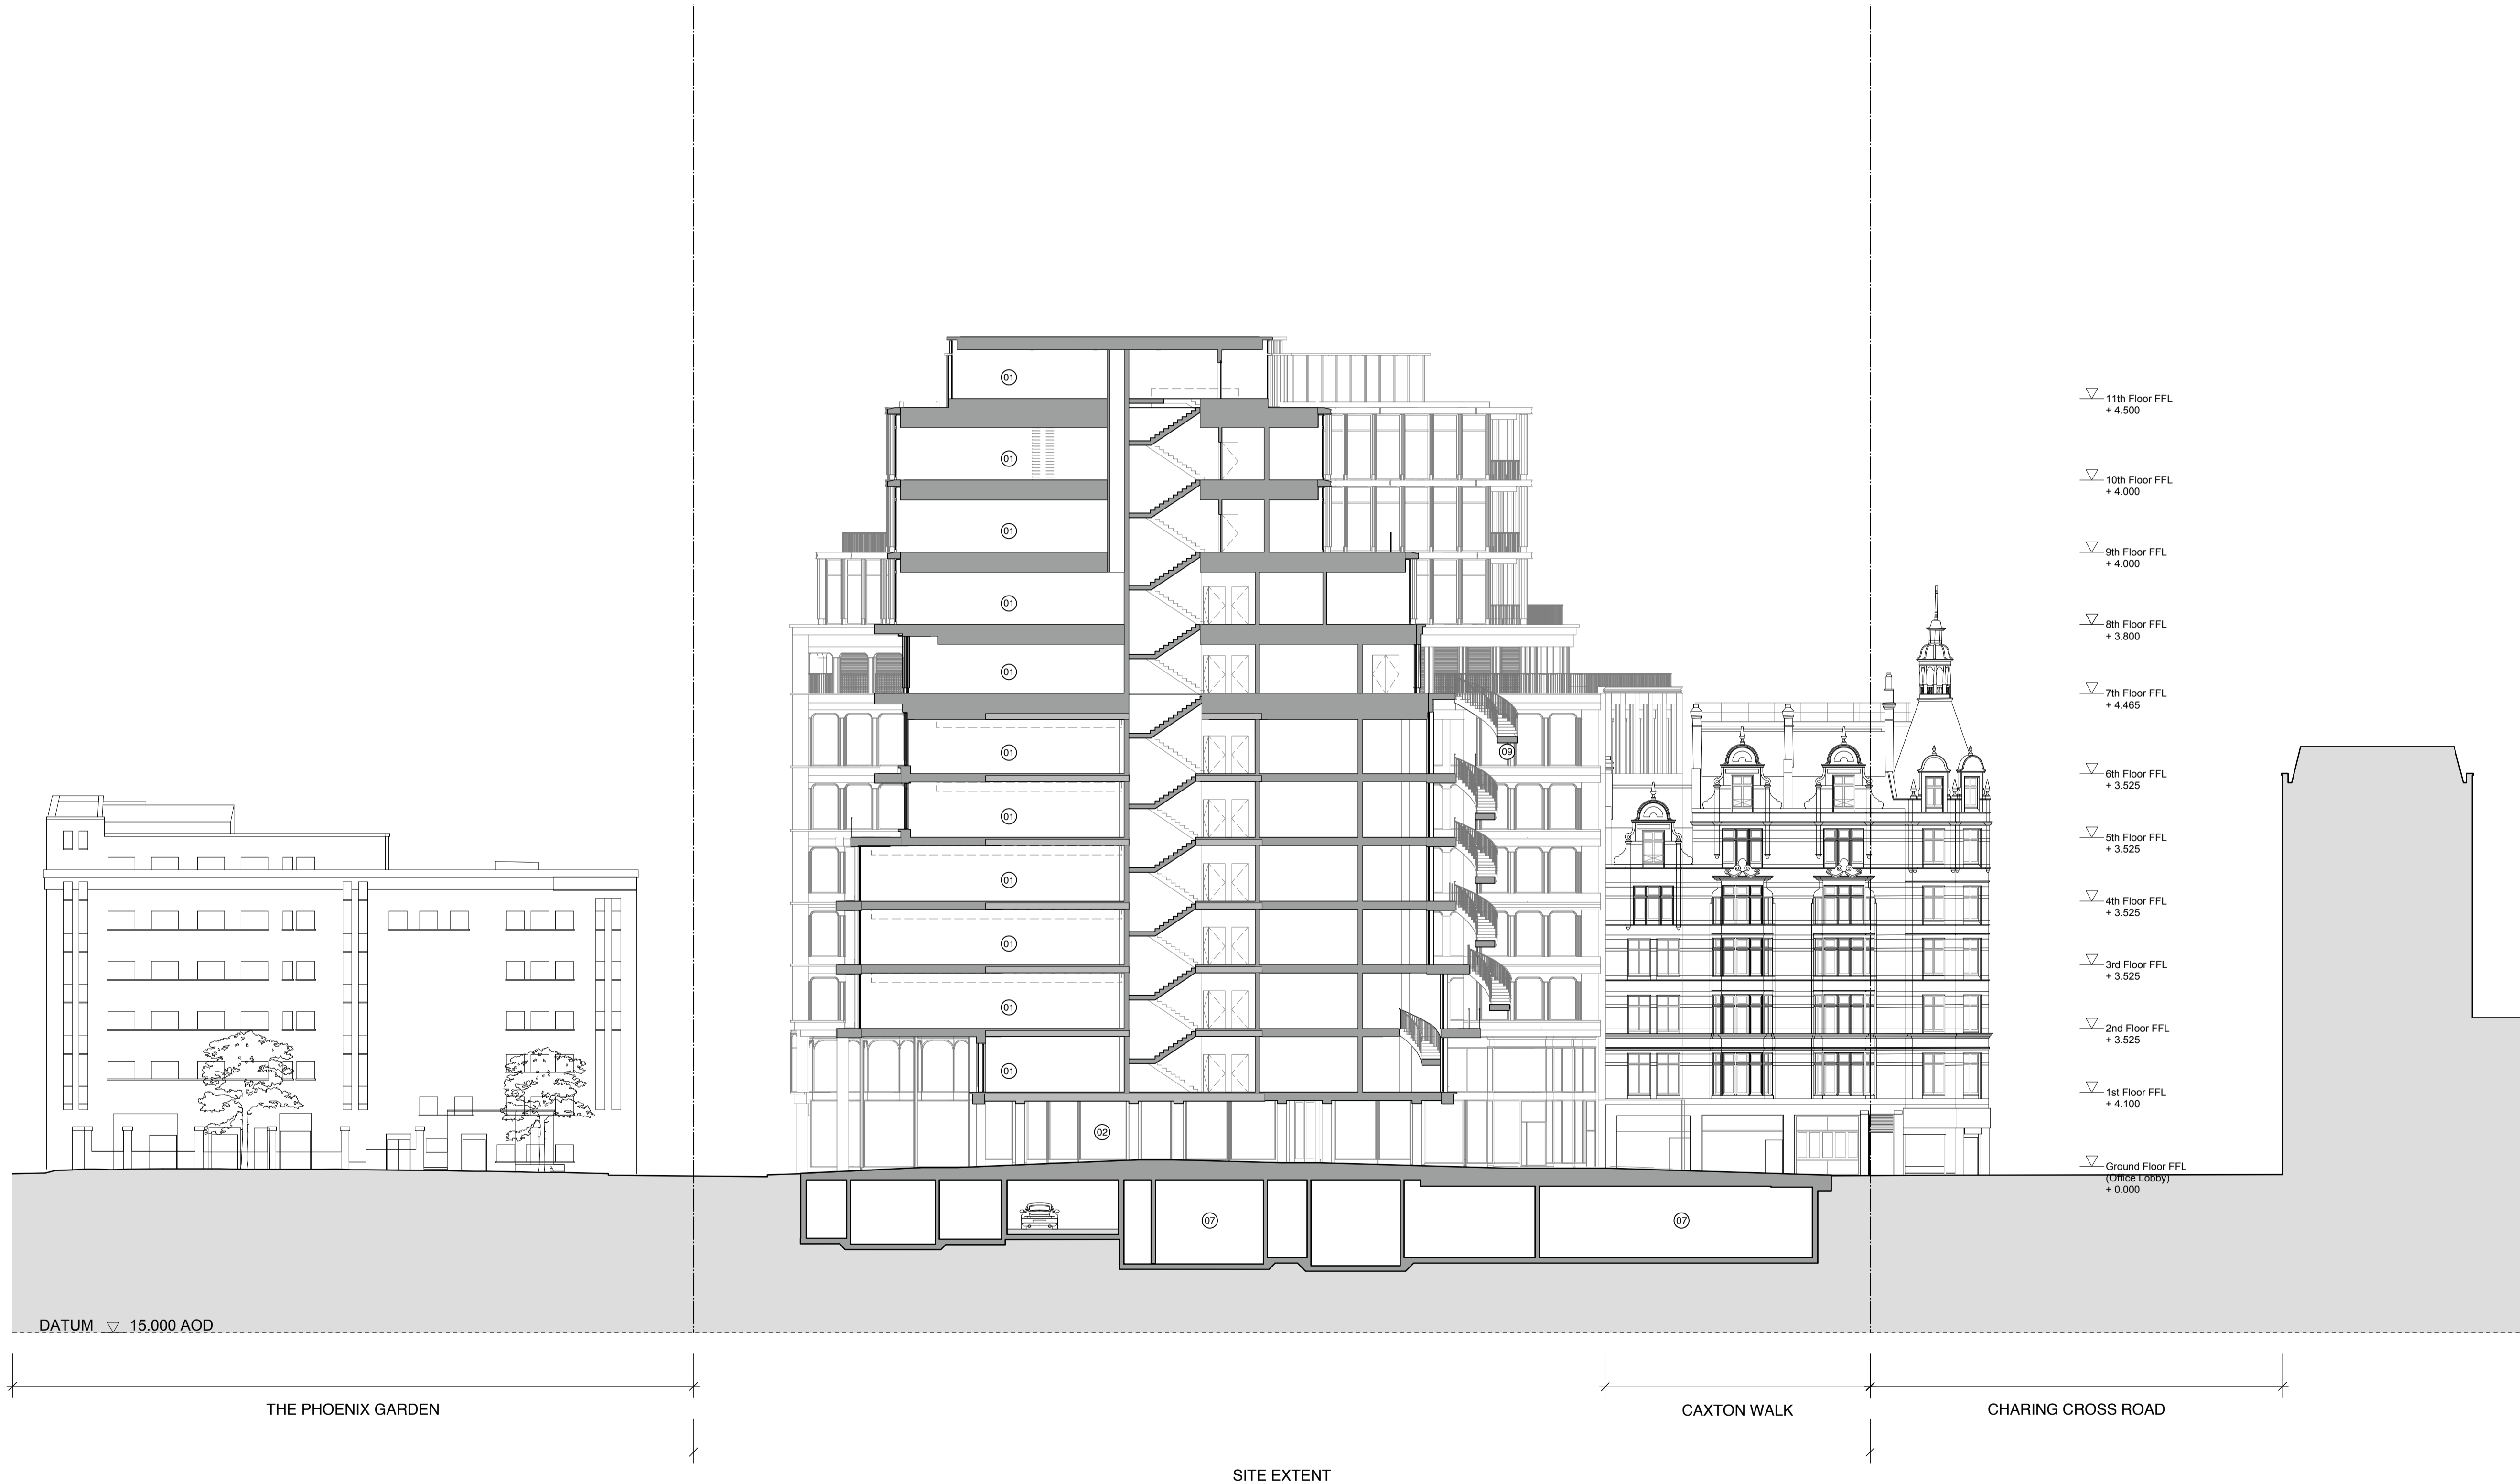 01
11th Floor FFL
+ 4.500
01
10th Floor FFL
+ 4.000
01
9th Floor FFL
+ 4.000
01
8th Floor FFL
+ 3.800
01
7th Floor FFL
+ 4.465
01
09
6th Floor FFL
+ 3.525
01
5th Floor FFL
+ 3.525
01
4th Floor FFL
+ 3.525
01
3rd Floor FFL
+ 3.525
01
2nd Floor FFL
+ 3.525
01
1st Floor FFL
+ 4.100
02
Ground Floor FFL
(Office Lobby)
+ 0.000
07
07
DATUM 15.000 AOD
THE PHOENIX GARDEN
CAXTON WALK
CHARING CROSS ROAD
SITE EXTENT